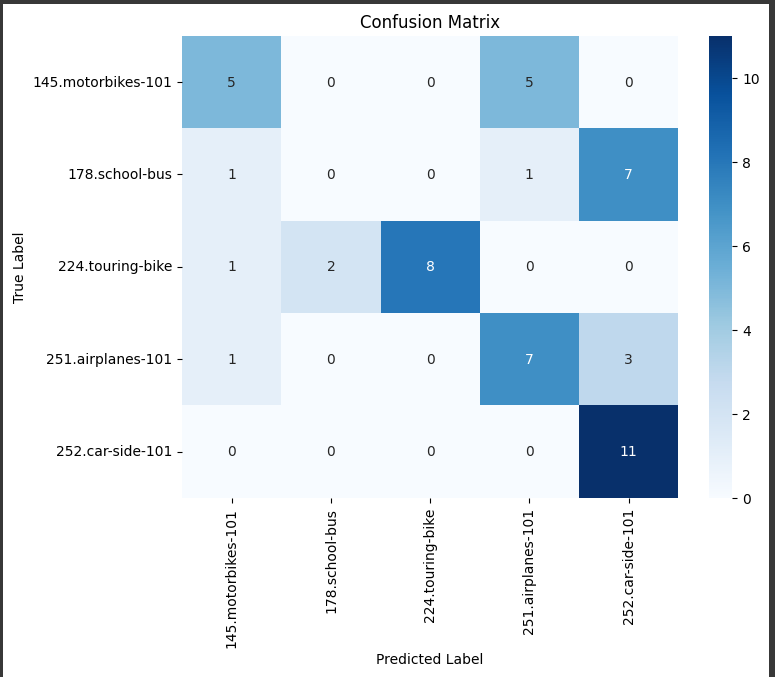 Confusion Matrix
145.motorbikes-101 5 0 0 5 0
178.school-bus 1 0 0 1 7
224.touring-bike 1 2 8 0 0
251.airplanes-101 1 0 0 7 3
252.car-side-101 0 0 0 0 11
True Label
145.motorbikes-101
178.school-bus
224.touring-bike
251.airplanes-101
252.car-side-101
Predicted Label
10
8
6
4
2
0